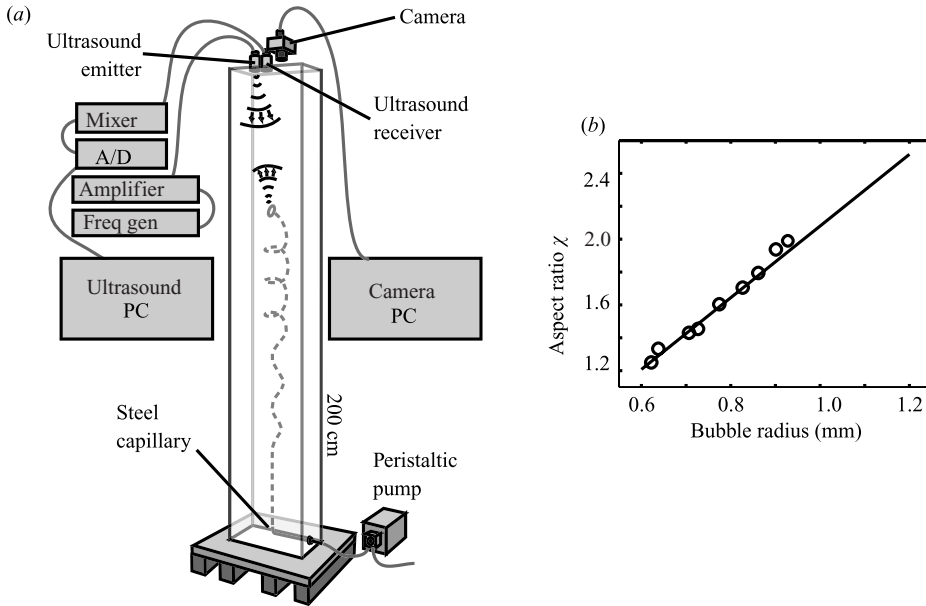 (a)
Camera
Ultrasound
emitter
Ultrasound
receiver
Mixer
A/D
Amplifier
Freq gen
Ultrasound
PC
Camera
PC
Steel
capillary
200 cm
Peristaltic
pump
(b)
2.4
2.0
1.6
1.2
Aspect ratio χ
0.6 0.8 1.0 1.2
Bubble radius (mm)